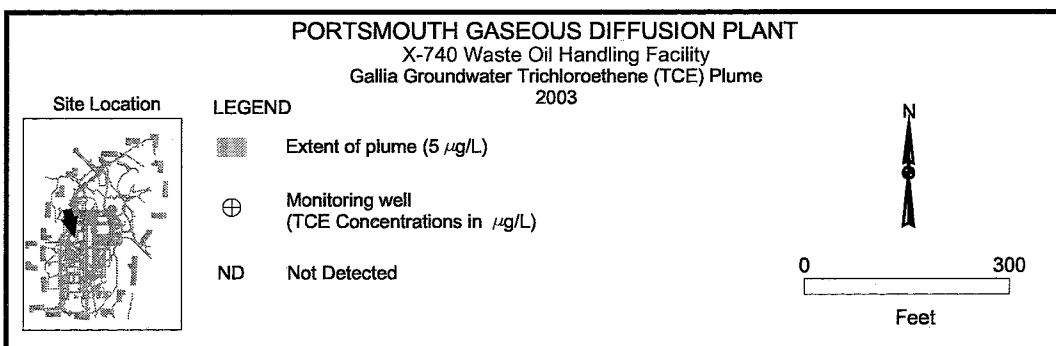 PORTSMOUTH GASEOUS DIFFUSION PLANT
X-740 Waste Oil Handling Facility
Gallia Groundwater Trichloroethene (TCE) Plume
2003
Site Location
LEGEND
Extent of plume (5 µg/L)
Monitoring well
(TCE Concentrations in µg/L)
ND Not Detected
N
0 300
Feet